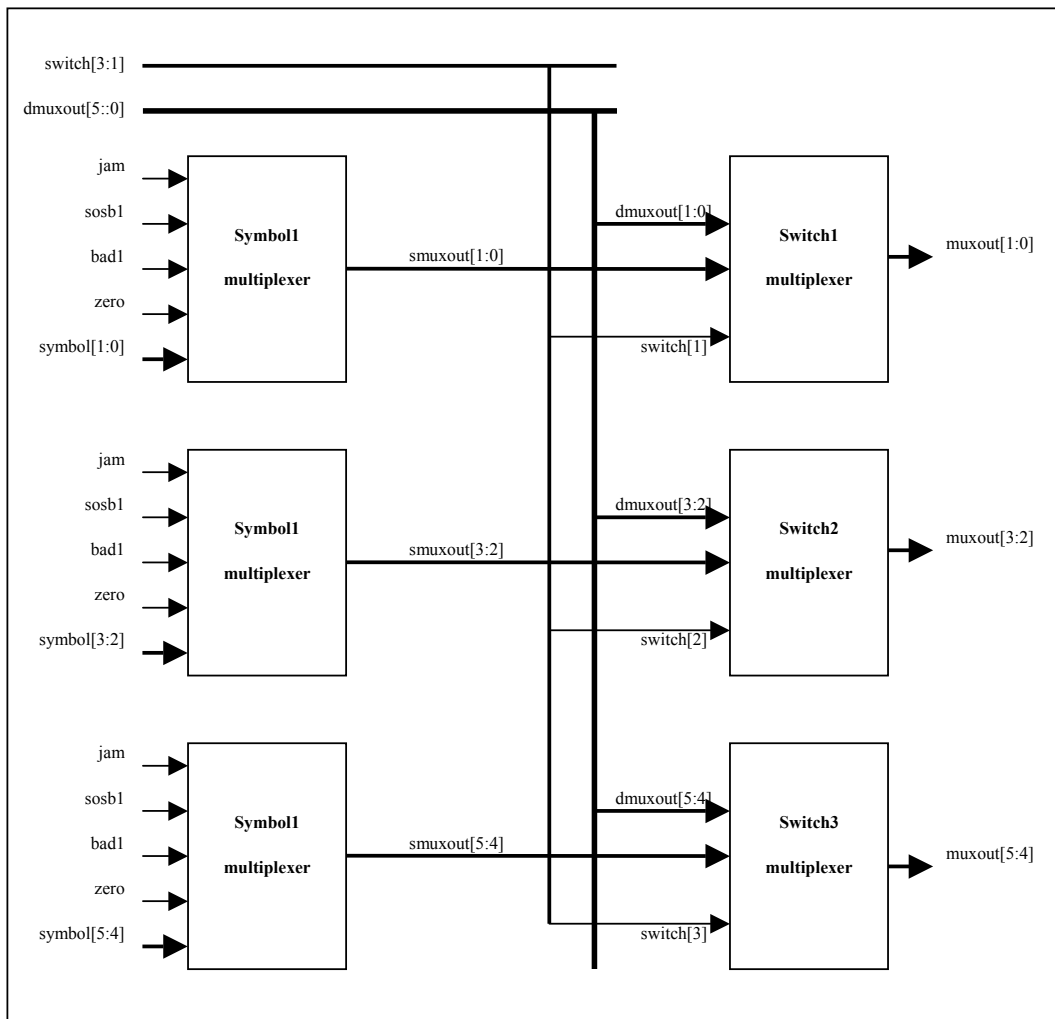 switch[3:1]
dmuxout[5::0]
jam
sosb1
bad1
zero
symbol[1:0]
Symbol1
multiplexer
smuxout[1:0]
dmuxout[1:0]
switch[1]
Switch1
multiplexer
muxout[1:0]
jam
sosb1
bad1
zero
symbol[3:2]
Symbol1
multiplexer
smuxout[3:2]
dmuxout[3:2]
switch[2]
Switch2
multiplexer
muxout[3:2]
jam
sosb1
bad1
zero
symbol[5:4]
Symbol1
multiplexer
smuxout[5:4]
dmuxout[5:4]
switch[3]
Switch3
multiplexer
muxout[5:4]